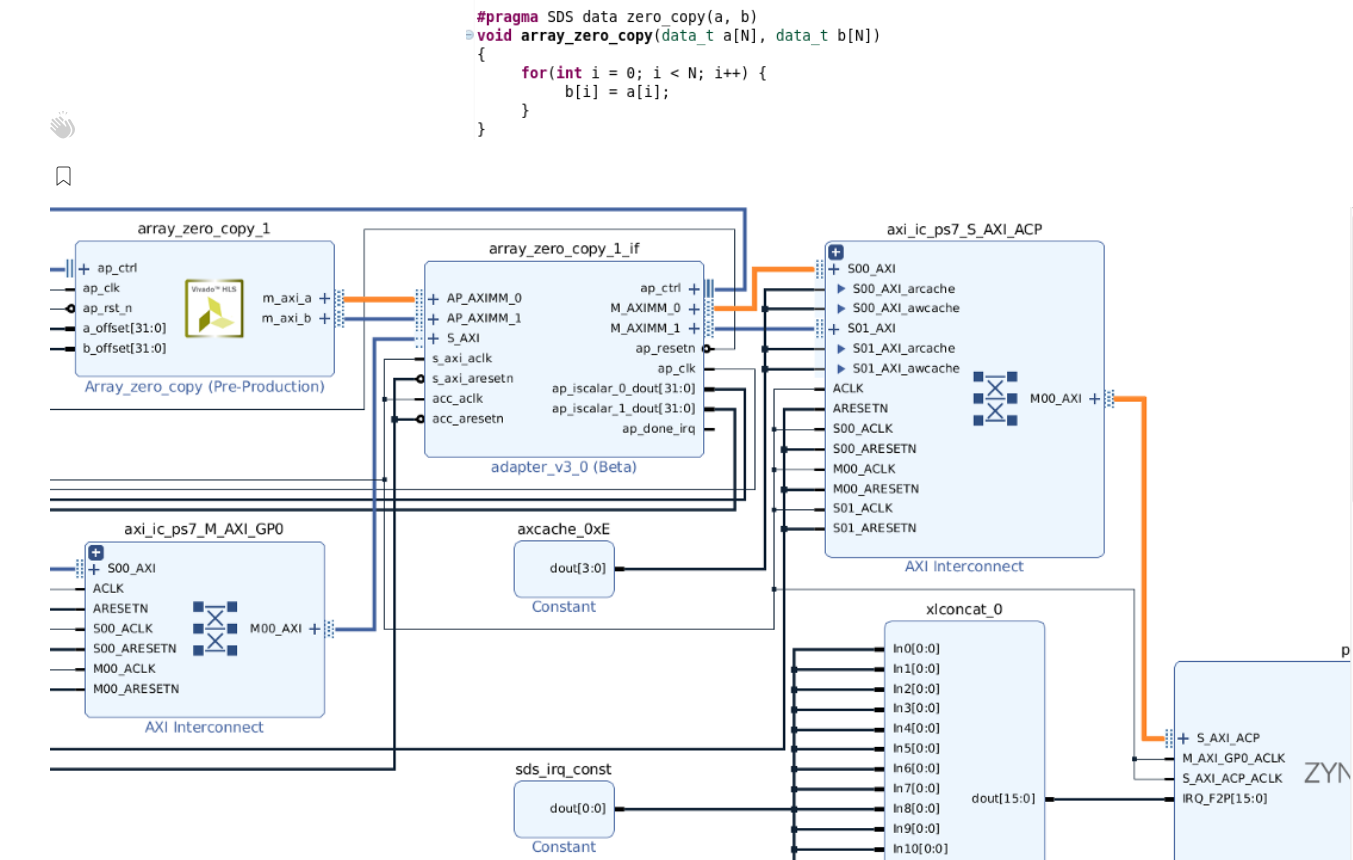 #pragma SDS data zero_copy(a, b)
void array_zero_copy(data_t a[N], data_t b[N])
{
for(int i = 0; i < N; i++) {
b[i] = a[i];
}
}
array_zero_copy_1
ap_ctrl
ap_clk
ap_rst_n
a_offset[31:0]
b_offset[31:0]
Vivado™ HLS
m_axi_a
m_axi_b
Array_zero_copy (Pre-Production)
array_zero_copy_1_if
AP_AXIMM_0
AP_AXIMM_1
S_AXI
s_axi_aclk
s_axi_aresetn
acc_aclk
acc_aresetn
ap_ctrl
M_AXIMM_0
M_AXIMM_1
ap_resetn
ap_clk
ap_iscalar_0_dout[31:0]
ap_iscalar_1_dout[31:0]
ap_done_irq
adapter_v3_0 (Beta)
axi_ic_ps7_S_AXI_ACP
S00_AXI
S00_AXI_arcache
S00_AXI_awcache
S01_AXI
S01_AXI_arcache
S01_AXI_awcache
ACLK
ARESETN
S00_ACLK
S00_ARESETN
M00_ACLK
M00_ARESETN
S01_ACLK
S01_ARESETN
M00_AXI
AXI Interconnect
axi_ic_ps7_M_AXI_GP0
S00_AXI
ACLK
ARESETN
S00_ACLK
S00_ARESETN
M00_ACLK
M00_ARESETN
M00_AXI
AXI Interconnect
axcache_0xE
dout[3:0]
Constant
sds_irq_const
dout[0:0]
Constant
xlconcat_0
In0[0:0]
In1[0:0]
In2[0:0]
In3[0:0]
In4[0:0]
In5[0:0]
In6[0:0]
In7[0:0]
In8[0:0]
In9[0:0]
In10[0:0]
dout[15:0]
p
S_AXI_ACP
M_AXI_GP0_ACLK
S_AXI_ACP_ACLK
IRQ_F2P[15:0]
ZYN